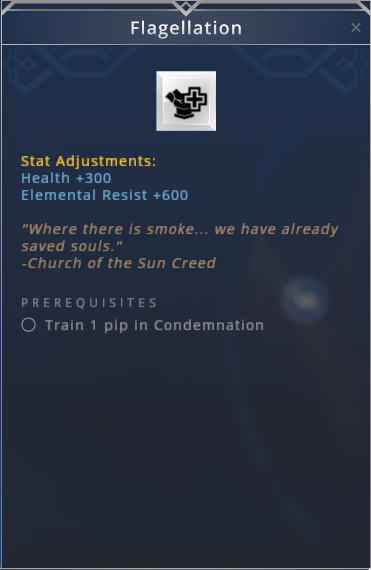 Flagellation
Stat Adjustments:
Health +300
Elemental Resist +600
"Where there is smoke... we have already
saved souls."
-Church of the Sun Creed
PREREQUISITES
Train 1 pip in Condemnation